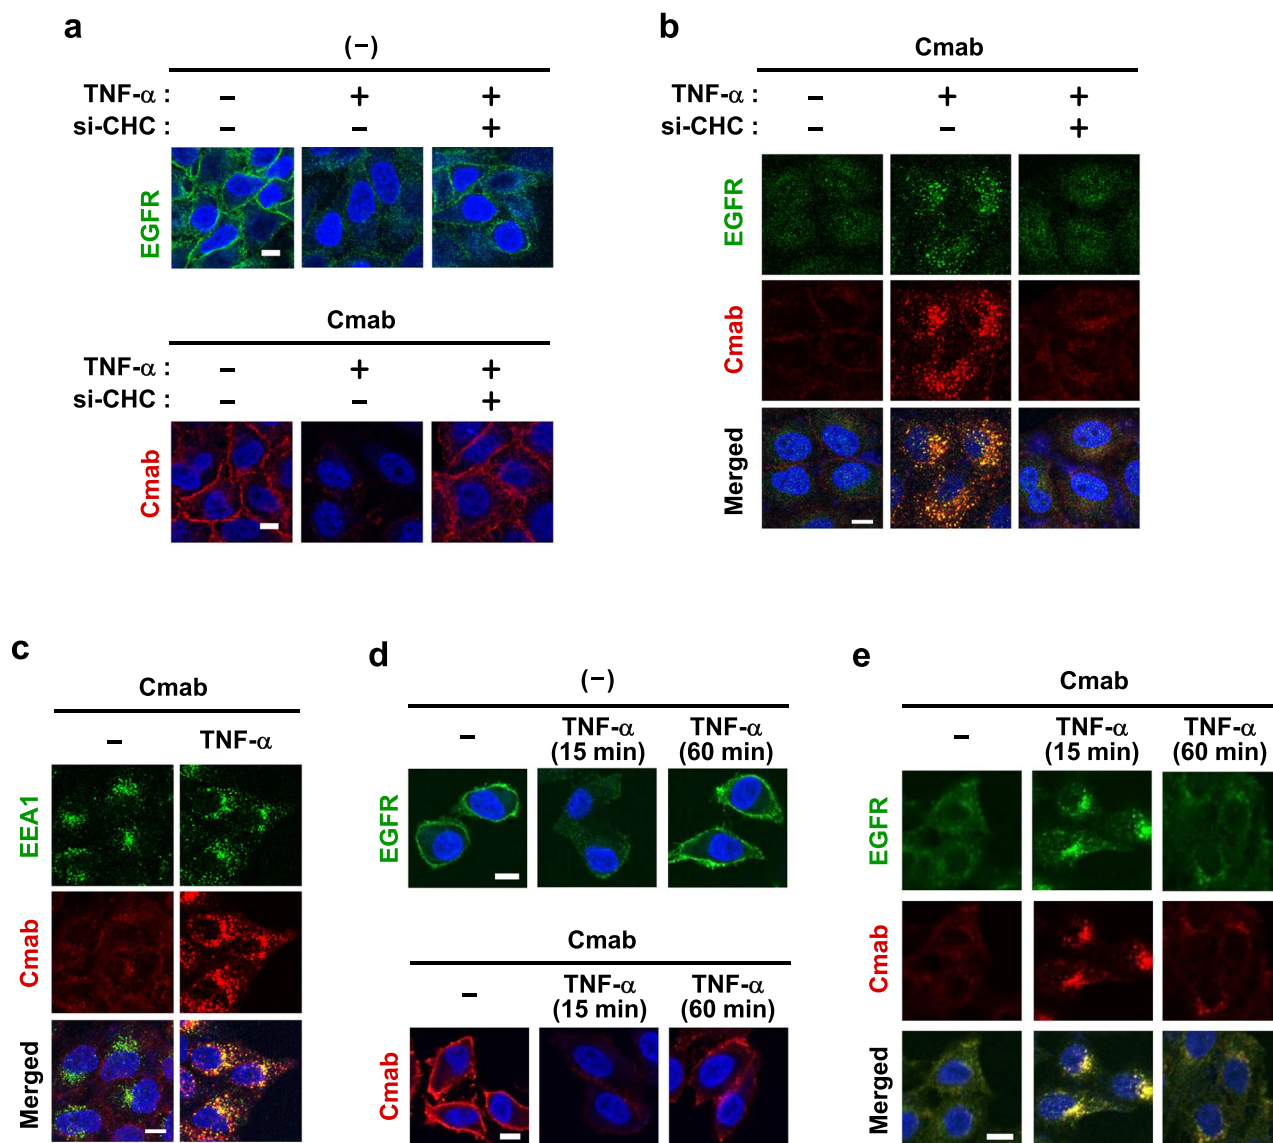 a
(−)
TNF-α : − + +
si-CHC : − − +
EGFR
Cmab
TNF-α : − + +
si-CHC : − − +
Cmab
b
Cmab
TNF-α : − + +
si-CHC : − − +
EGFR
Cmab
Merged
c
Cmab
− TNF-α
EEA1
Cmab
Merged
d
(−)
− TNF-α (15 min) TNF-α (60 min)
EGFR
Cmab
− TNF-α (15 min) TNF-α (60 min)
Cmab
e
Cmab
− TNF-α (15 min) TNF-α (60 min)
EGFR
Cmab
Merged